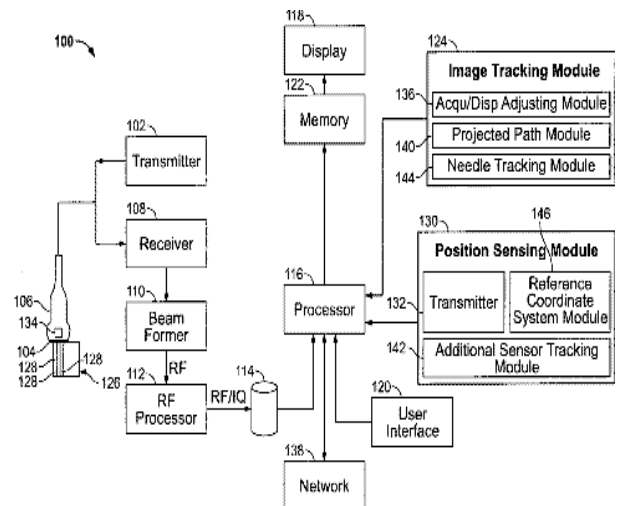 100
118
Display
122
Memory
102
Transmitter
108
Receiver
106
134
104
128
128
128
126
110
Beam
Former
RF
112
RF
Processor
RF/IQ
114
116
Processor
138
Network
120
User
Interface
124
Image Tracking Module
136
Acqu/Disp Adjusting Module
140
Projected Path Module
144
Needle Tracking Module
146
130
Position Sensing Module
132
Transmitter
Reference
Coordinate
System Module
142
Additional Sensor Tracking
Module